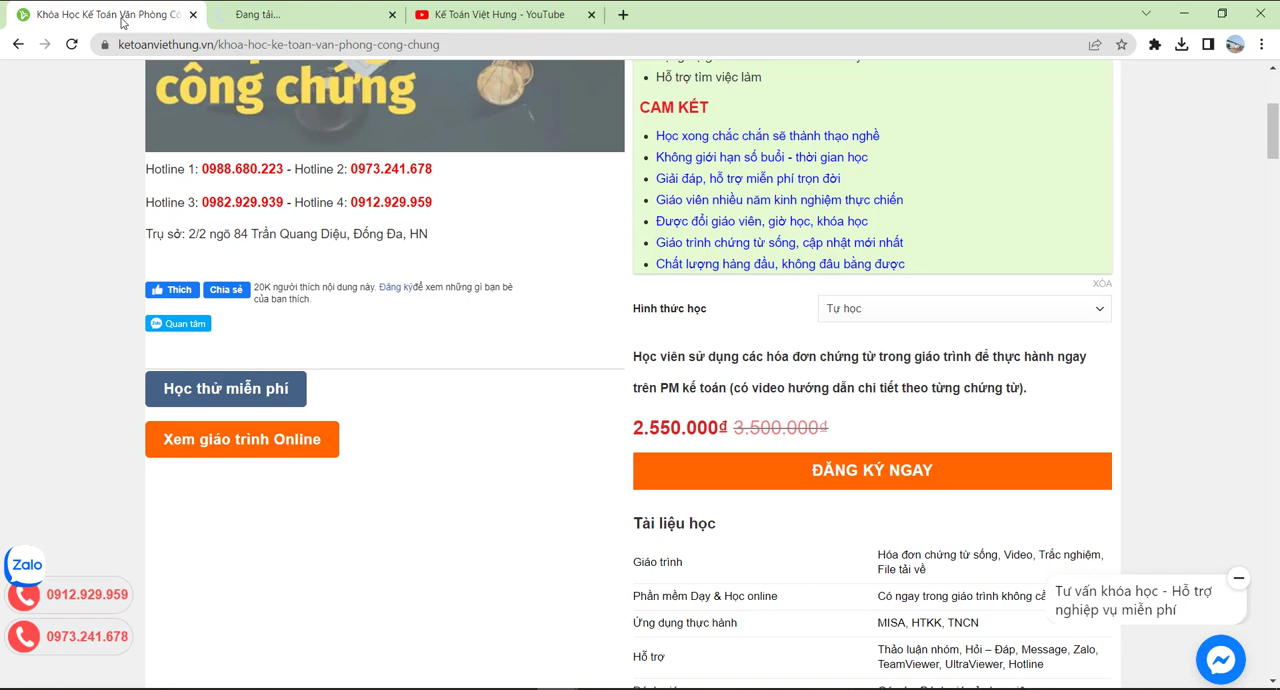 Khóa Học Kế Toán Văn Phòng Cô
Đang tải...
Kế Toán Việt Hưng - YouTube
ketoanviethung.vn/khoa-hoc-ke-toan-van-phong-cong-chung
công chứng
Hotline 1: 0988.680.223 - Hotline 2: 0973.241.678
Hotline 3: 0982.929.939 - Hotline 4: 0912.929.959
Trụ sở: 2/2 ngõ 84 Trần Quang Diệu, Đống Đa, HN
Thích
Chia sẻ
20K người thích nội dung này. Đăng ký để xem những gì bạn bè
của bạn thích.
Zalo Quan tâm
Học thử miễn phí
Xem giáo trình Online
Hỗ trợ tìm việc làm
CAM KẾT
Học xong chắc chắn sẽ thành thạo nghề
Không giới hạn số buổi - thời gian học
Giải đáp, hỗ trợ miễn phí trọn đời
Giáo viên nhiều năm kinh nghiệm thực chiến
Được đổi giáo viên, giờ học, khóa học
Giáo trình chứng từ sống, cập nhật mới nhất
Chất lượng hàng đầu, không đâu bằng được
XÓA
Hình thức học
Tự học
Học viên sử dụng các hóa đơn chứng từ trong giáo trình để thực hành ngay
trên PM kế toán (có video hướng dẫn chi tiết theo từng chứng từ).
2.550.000₫ 3.500.000₫
ĐĂNG KÝ NGAY
Tài liệu học
Giáo trình
Hóa đơn chứng từ sống, Video, Trắc nghiệm,
File tải về
Phần mềm Dạy & Học online
Có ngay trong giáo trình không
Ứng dụng thực hành
MISA, HTKK, TNCN
Hỗ trợ
Thảo luận nhóm, Hỏi – Đáp, Message, Zalo,
TeamViewer, UltraViewer, Hotline
Zalo
0912.929.959
0973.241.678
Tư vấn khóa học - Hỗ trợ
nghiệp vụ miễn phí